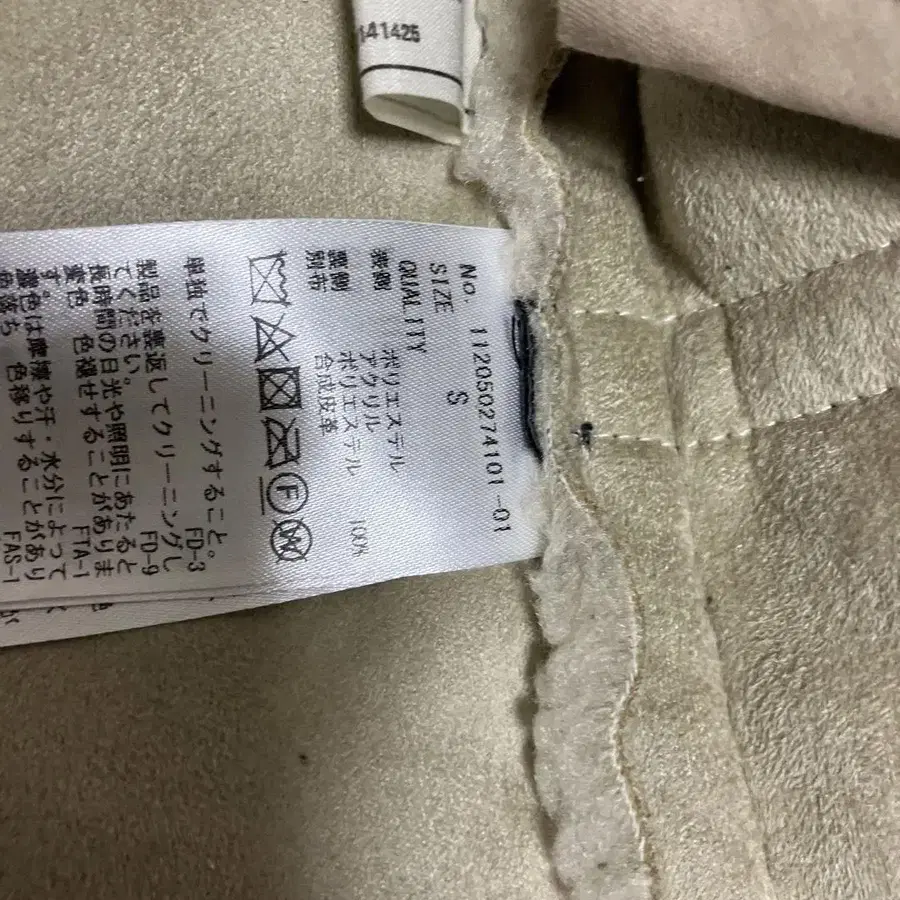 41425
No. 112050274101-01
SIZE S
QUALITY
表側 ポリエステル
アクリル
裏側 ポリエステル 100%
別布 合成皮革
F
W
単独でクリーニングすること。
FD-3
製品を裏返してクリーニングし
てください。 FD-9
時間の日光や照明にあたると
変色 色褪せすることがありま
す。 FTA-1
濃色は摩擦や汗・水分によって
色落ち 色移りすることがあり
FAS-1